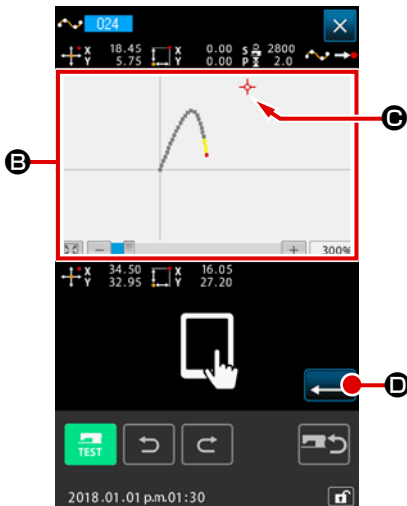 024
X 18.45 X 0.00 S 2800
Y 5.75 Y 0.00 P 2.0
B
C
300%
X 34.50 X 16.05
Y 32.95 Y 27.20
D
TEST
2018.01.01 p.m.01:30